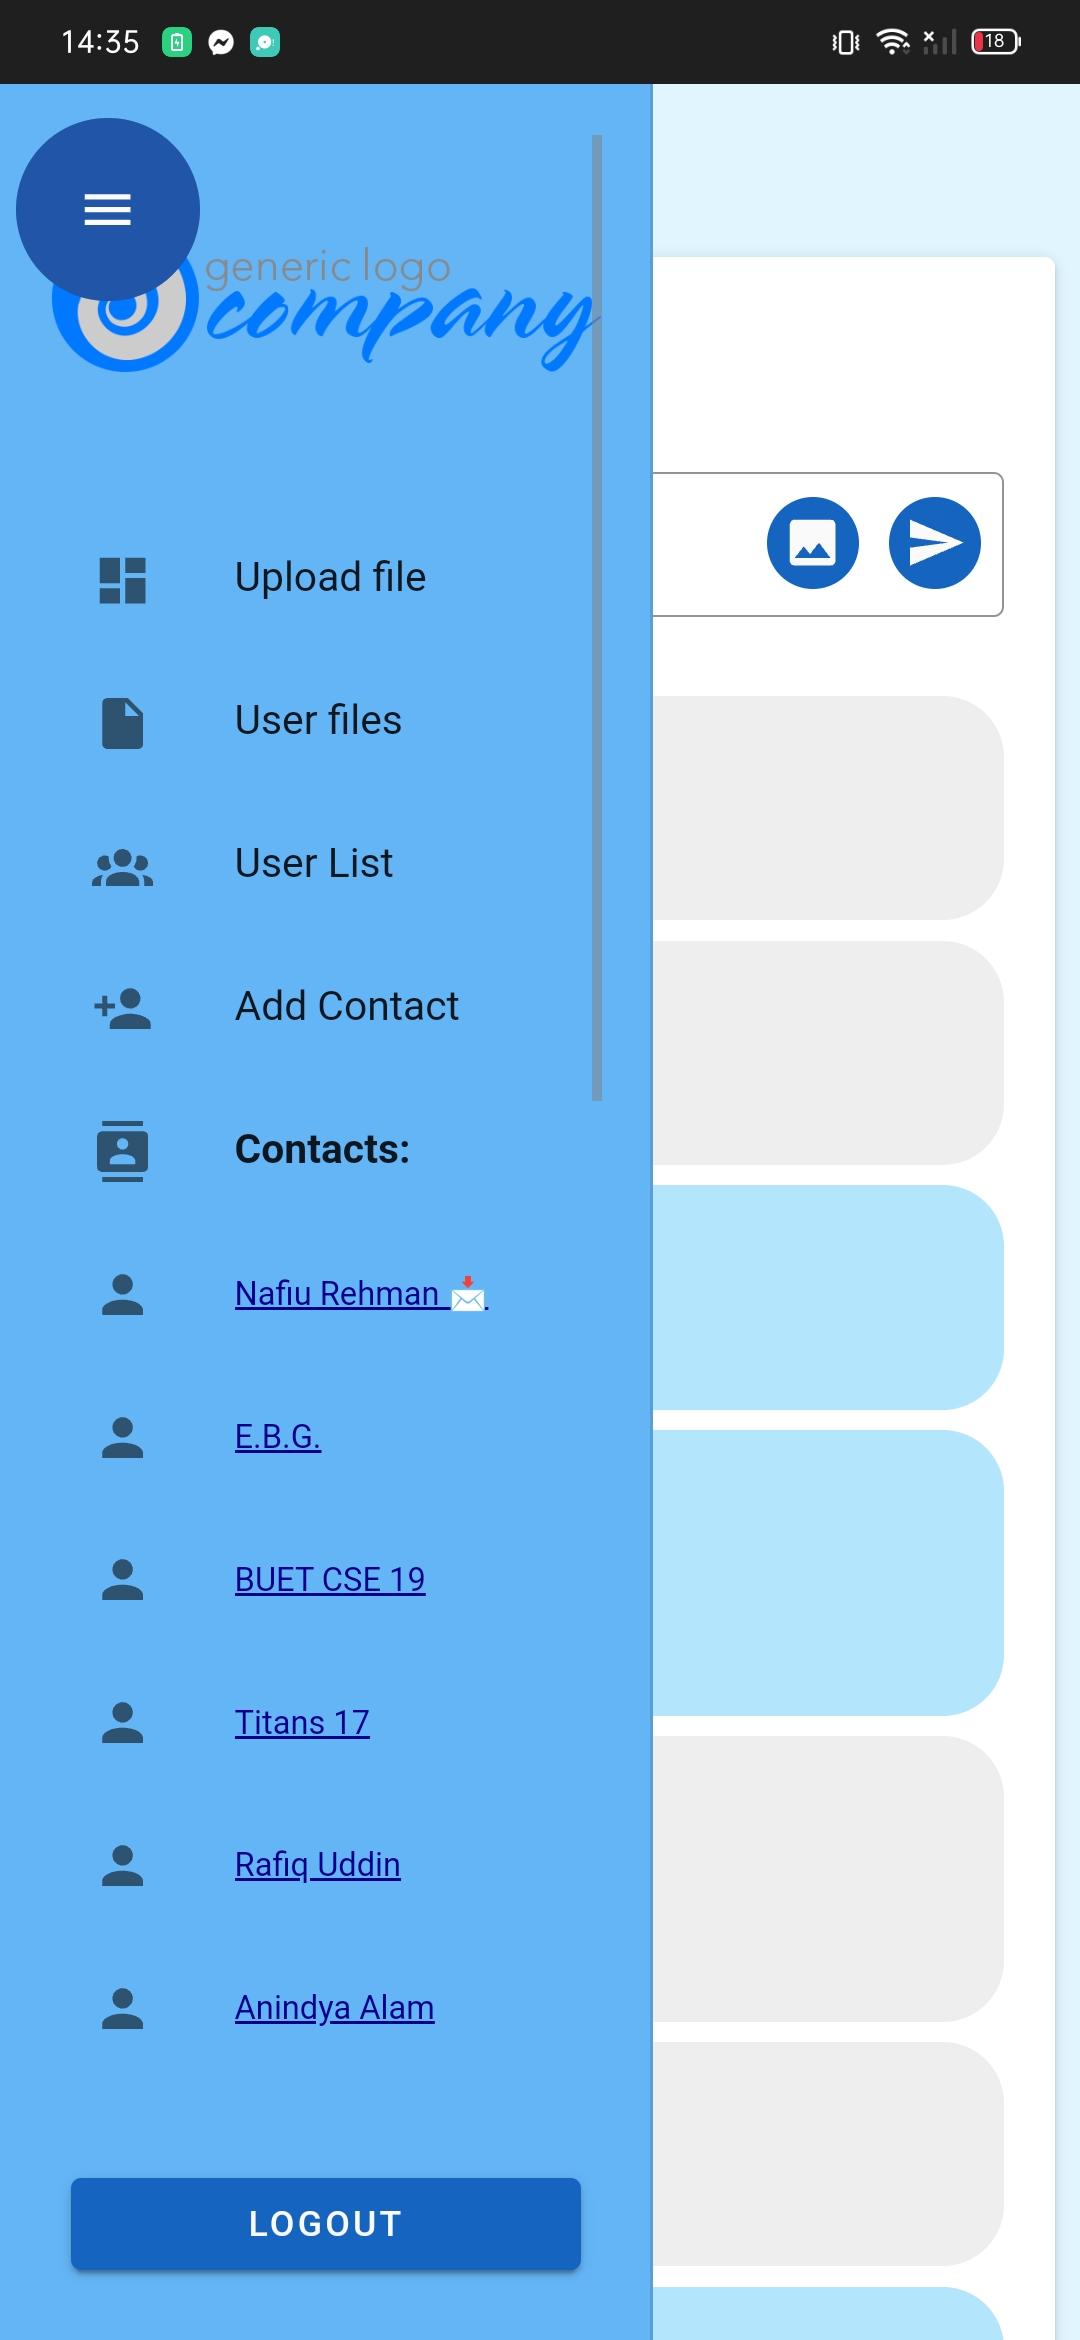 14:35
18
generic logo
company
Upload file
User files
User List
Add Contact
Contacts:
Nafiu Rehman 📩
E.B.G.
BUET CSE 19
Titans 17
Rafiq Uddin
Anindya Alam
LOGOUT